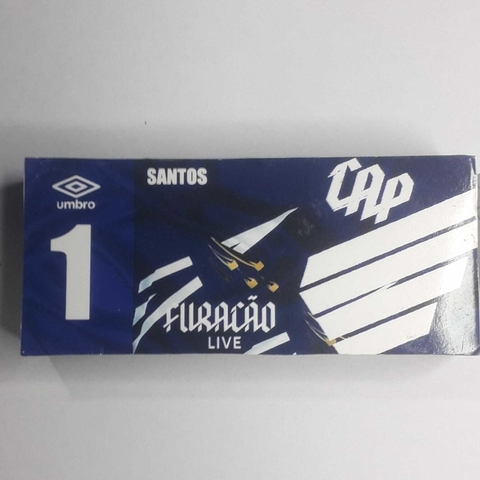 umbro
1
SANTOS
CAP
FURACÃO
LIVE